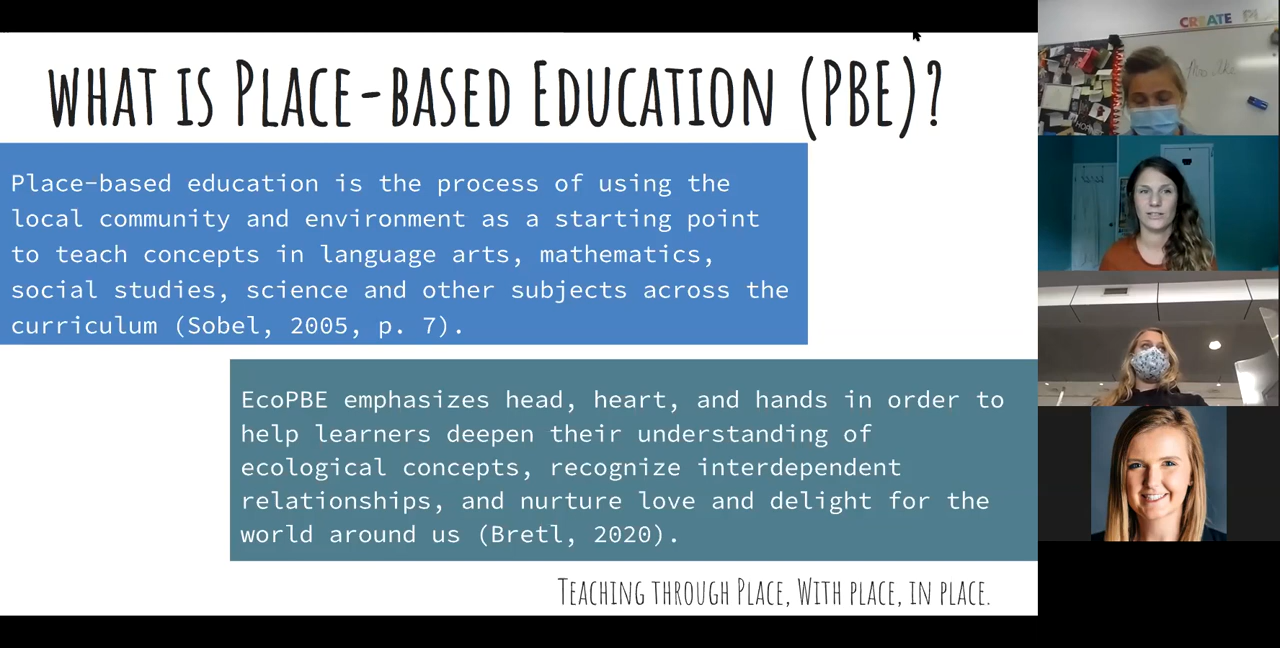 WHAT IS PLACE-BASED EDUCATION (PBE)?
Place-based education is the process of using the
local community and environment as a starting point
to teach concepts in language arts, mathematics,
social studies, science and other subjects across the
curriculum (Sobel, 2005, p. 7).
EcoPBE emphasizes head, heart, and hands in order to
help learners deepen their understanding of
ecological concepts, recognize interdependent
relationships, and nurture love and delight for the
world around us (Bretl, 2020).
TEACHING THROUGH PLACE, WITH PLACE, IN PLACE.
CREATE